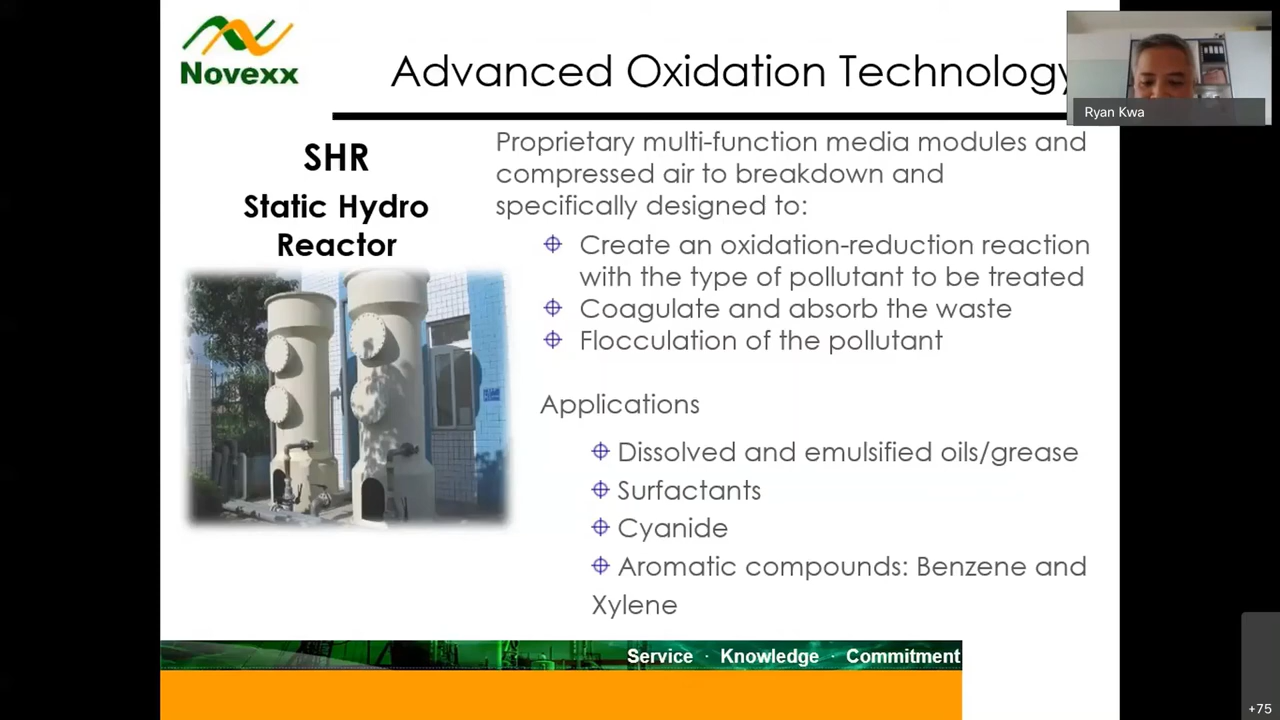 Novexx
Advanced Oxidation Technology
Ryan Kwa
SHR
Static Hydro
Reactor
Proprietary multi-function media modules and
compressed air to breakdown and
specifically designed to:
Create an oxidation-reduction reaction
with the type of pollutant to be treated
Coagulate and absorb the waste
Flocculation of the pollutant
Applications
Dissolved and emulsified oils/grease
Surfactants
Cyanide
Aromatic compounds: Benzene and
Xylene
Service · Knowledge · Commitment
+75